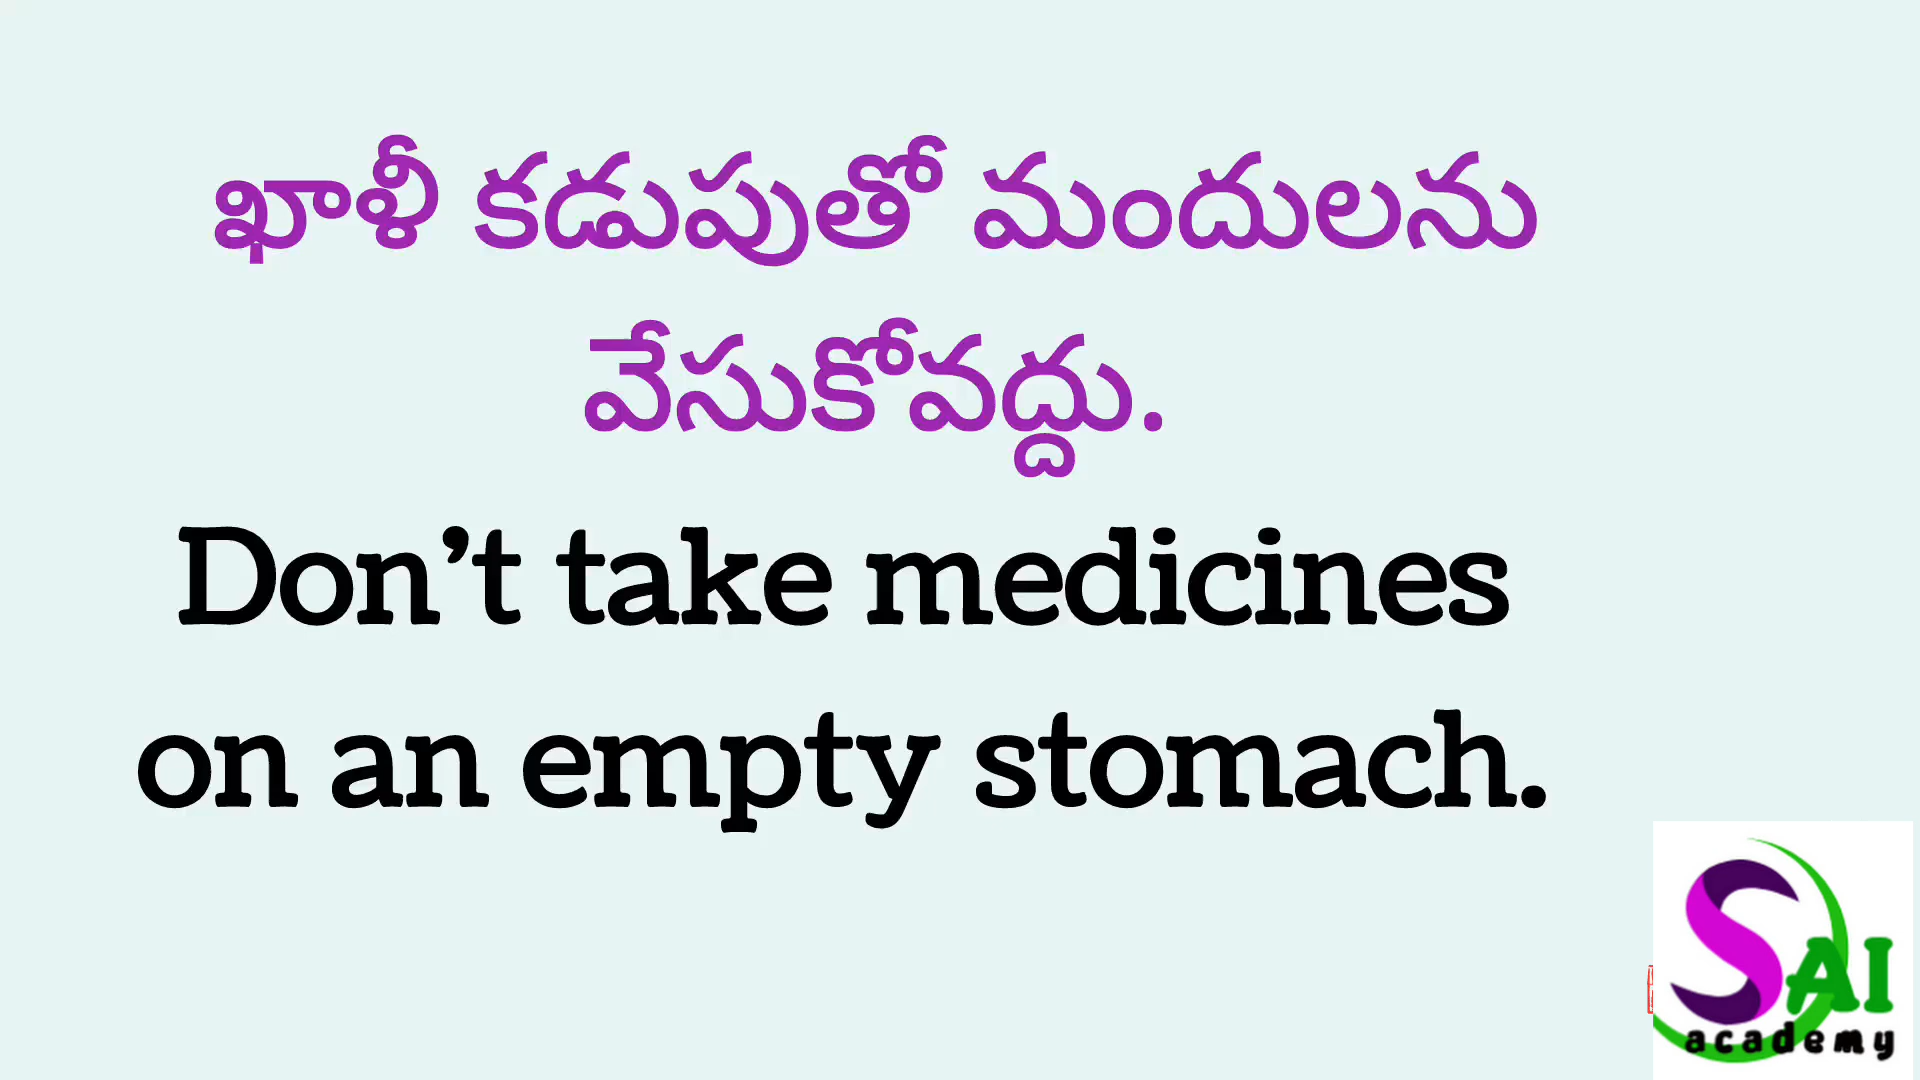 ఖాళీ కడుపుతో మందులను
వేసుకోవద్దు.
Don’t take medicines
on an empty stomach.
SAI
academy